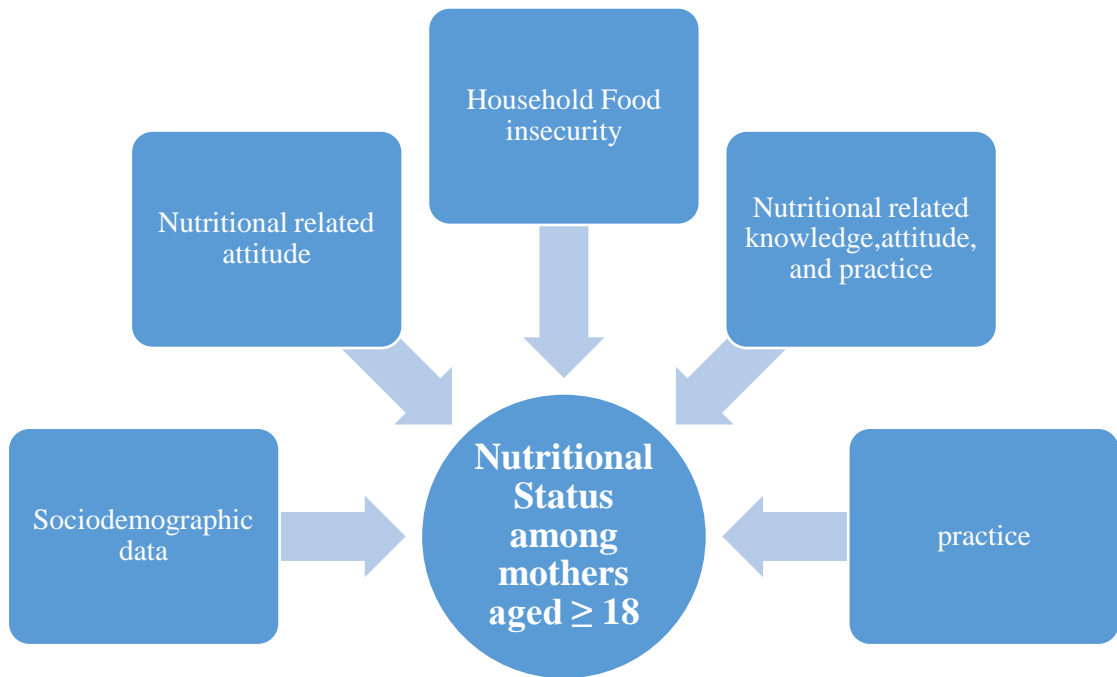 Household Food
insecurity
Nutritional related
attitude
Nutritional related
knowledge,attitude,
and practice
Sociodemographic
data
Nutritional
Status
among
mothers
aged ≥ 18
practice